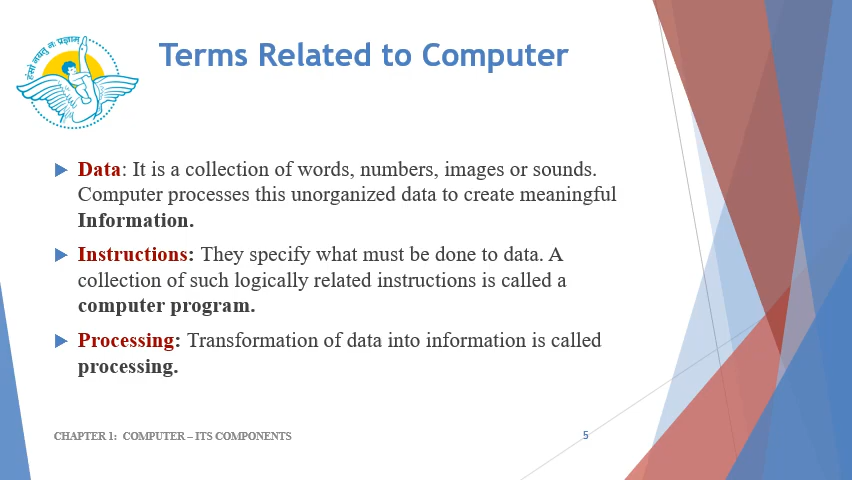 हंसो नयतु नः प्रज्ञाम्
Terms Related to Computer
Data: It is a collection of words, numbers, images or sounds.
Computer processes this unorganized data to create meaningful
Information.
Instructions: They specify what must be done to data. A
collection of such logically related instructions is called a
computer program.
Processing: Transformation of data into information is called
processing.
CHAPTER 1: COMPUTER – ITS COMPONENTS
5